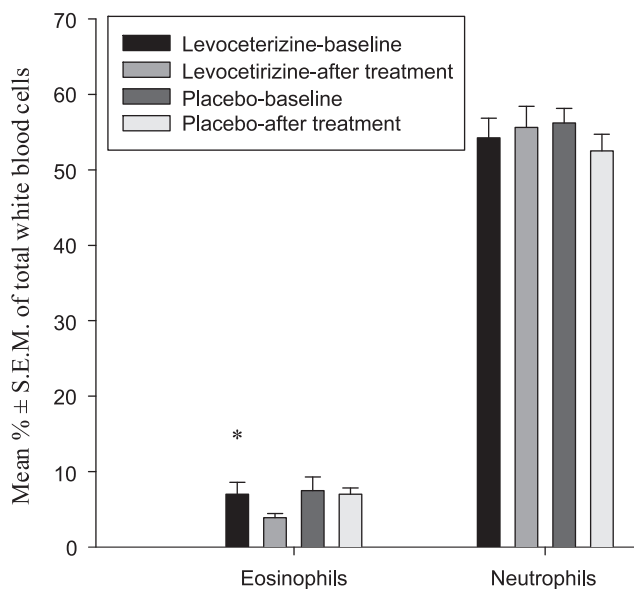 Mean % ± S.E.M. of total white blood cells
70
60
50
40
30
20
10
0
Levoceterizine-baseline
Levocetirizine-after treatment
Placebo-baseline
Placebo-after treatment
*
Eosinophils
Neutrophils